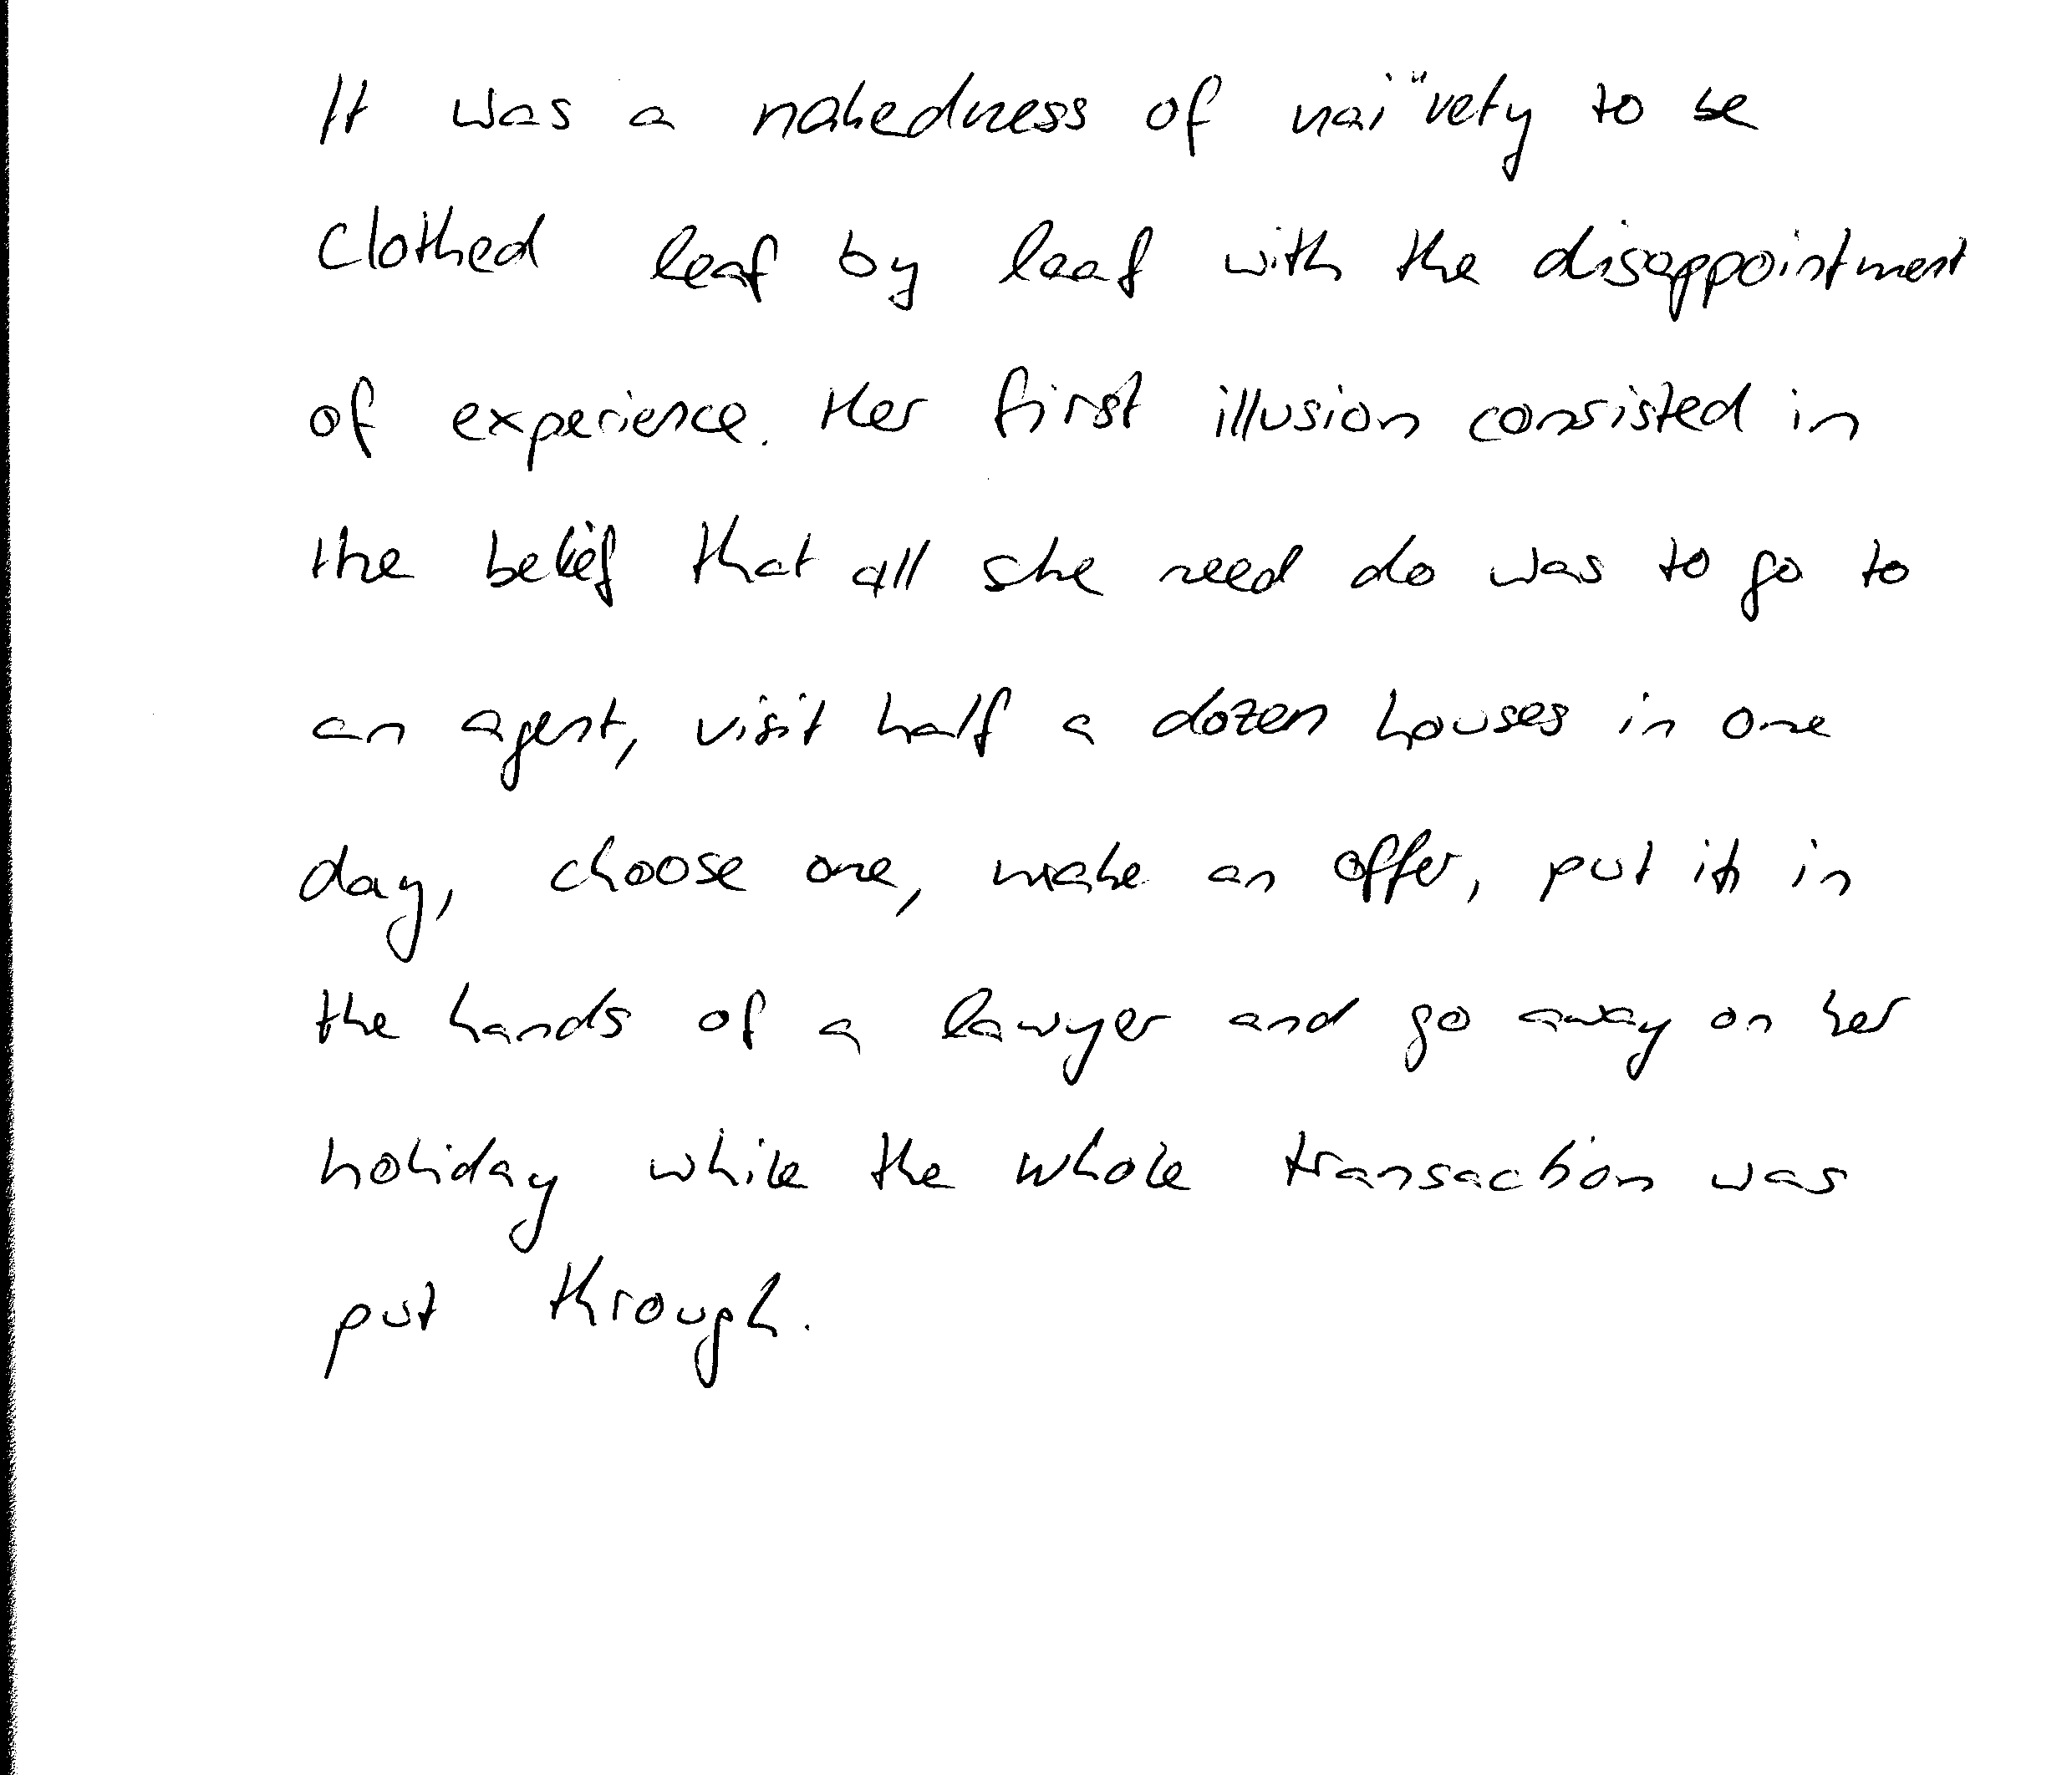 It was a nakedness of nai"vety to be
clothed leaf by leaf with the disappointment
of experience. Her first illusion consisted in
the belief that all she need do was to go to
an agent, visit half a dozen houses in one
day, choose one, make an offer, put it in
the hands of a lawyer and go away on her
holiday while the whole transaction was
put through.